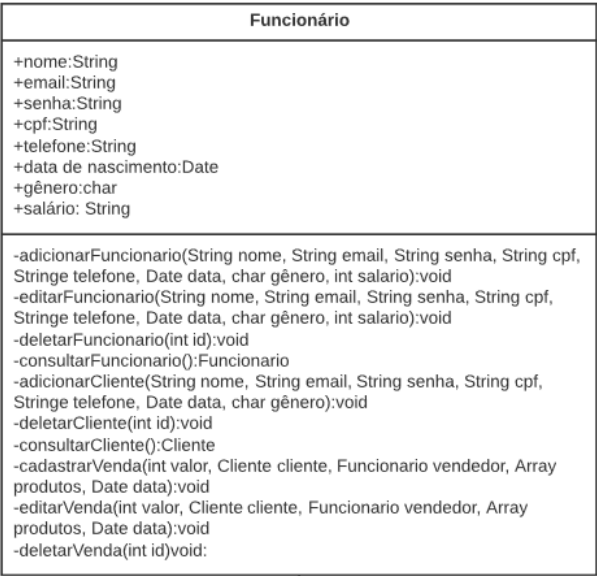 Funcionário
+nome:String
+email:String
+senha:String
+cpf:String
+telefone:String
+data de nascimento:Date
+gênero:char
+salário: String
-adicionarFuncionario(String nome, String email, String senha, String cpf,
Stringe telefone, Date data, char gênero, int salario):void
-editarFuncionario(String nome, String email, String senha, String cpf,
Stringe telefone, Date data, char gênero, int salario):void
-deletarFuncionario(int id):void
-consultarFuncionario():Funcionario
-adicionarCliente(String nome, String email, String senha, String cpf,
Stringe telefone, Date data, char gênero):void
-deletarCliente(int id):void
-consultarCliente():Cliente
-cadastrarVenda(int valor, Cliente cliente, Funcionario vendedor, Array
produtos, Date data):void
-editarVenda(int valor, Cliente cliente, Funcionario vendedor, Array
produtos, Date data):void
-deletarVenda(int id)void: